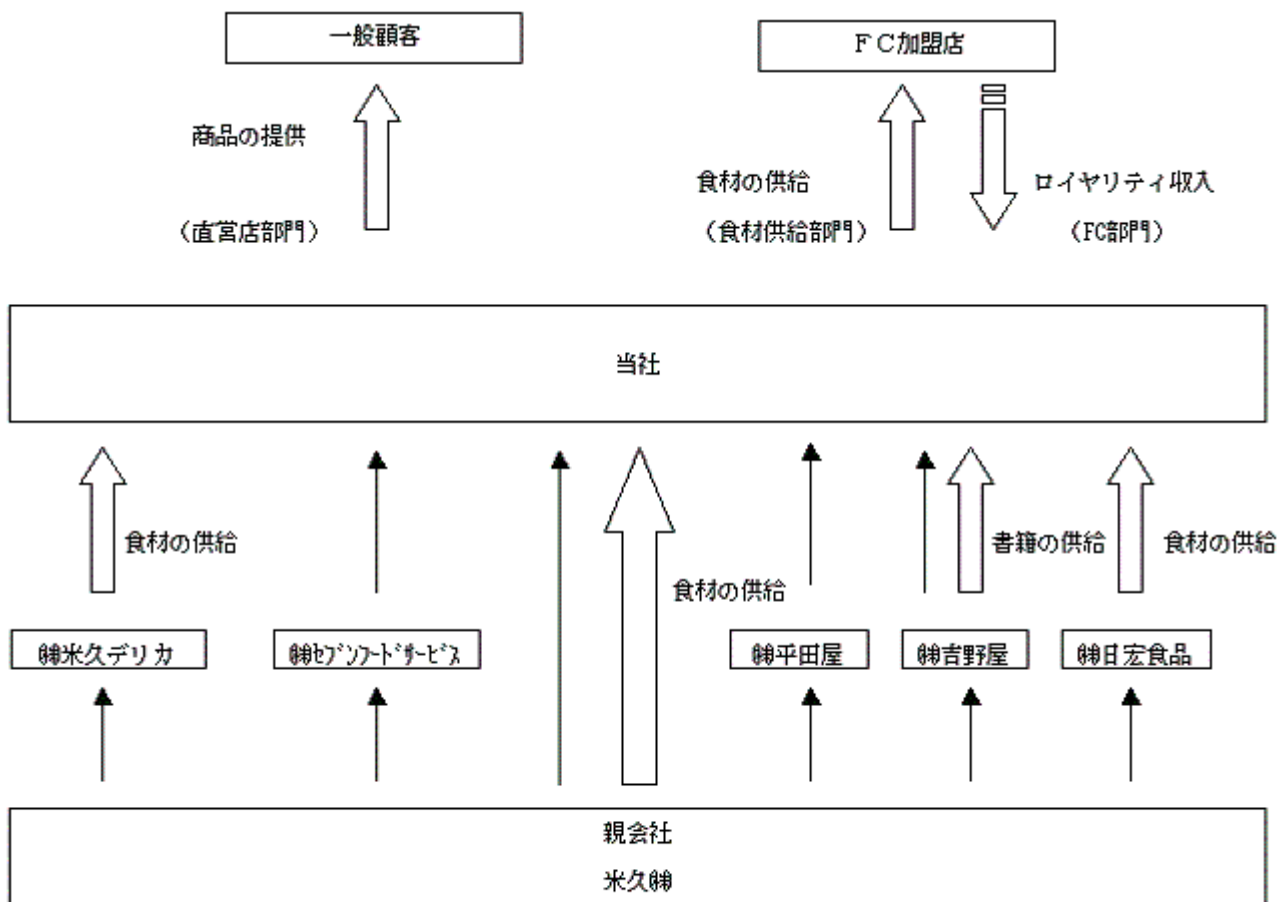 一般顧客
ＦＣ加盟店
商品の提供
食材の供給
ロイヤリティ収入
（直営店部門）
（食材供給部門）
（FC部門）
当社
食材の供給
書籍の供給
食材の供給
食材の供給
㈱米久デリカ
㈱ｾﾌﾞﾝﾌｰﾄﾞｻｰﾋﾞｽ
㈱平田屋
㈱吉野屋
㈱日宏食品
親会社
米久㈱